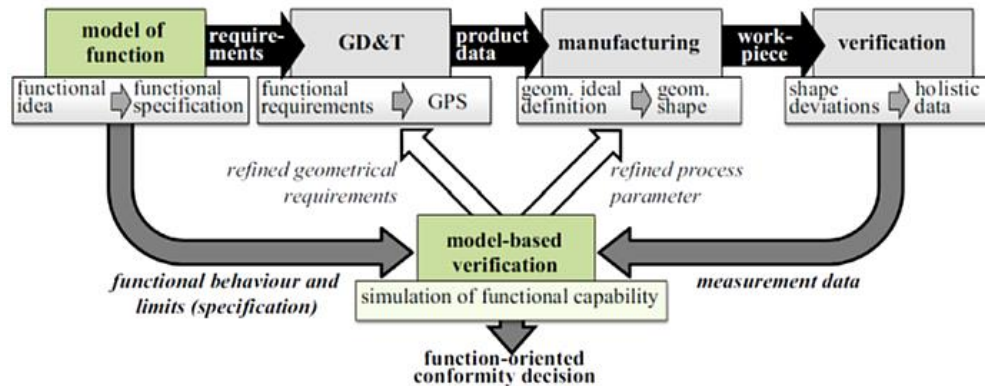 model of
function
require-
ments
GD&T
product
data
manufacturing
work-
piece
verification
functional
idea
functional
specification
functional
requirements
GPS
geom. ideal
definition
geom.
shape
shape
deviations
holistic
data
refined geometrical
requirements
refined process
parameter
model-based
verification
functional behaviour and
limits (specification)
measurement data
simulation of functional capability
function-oriented
conformity decision